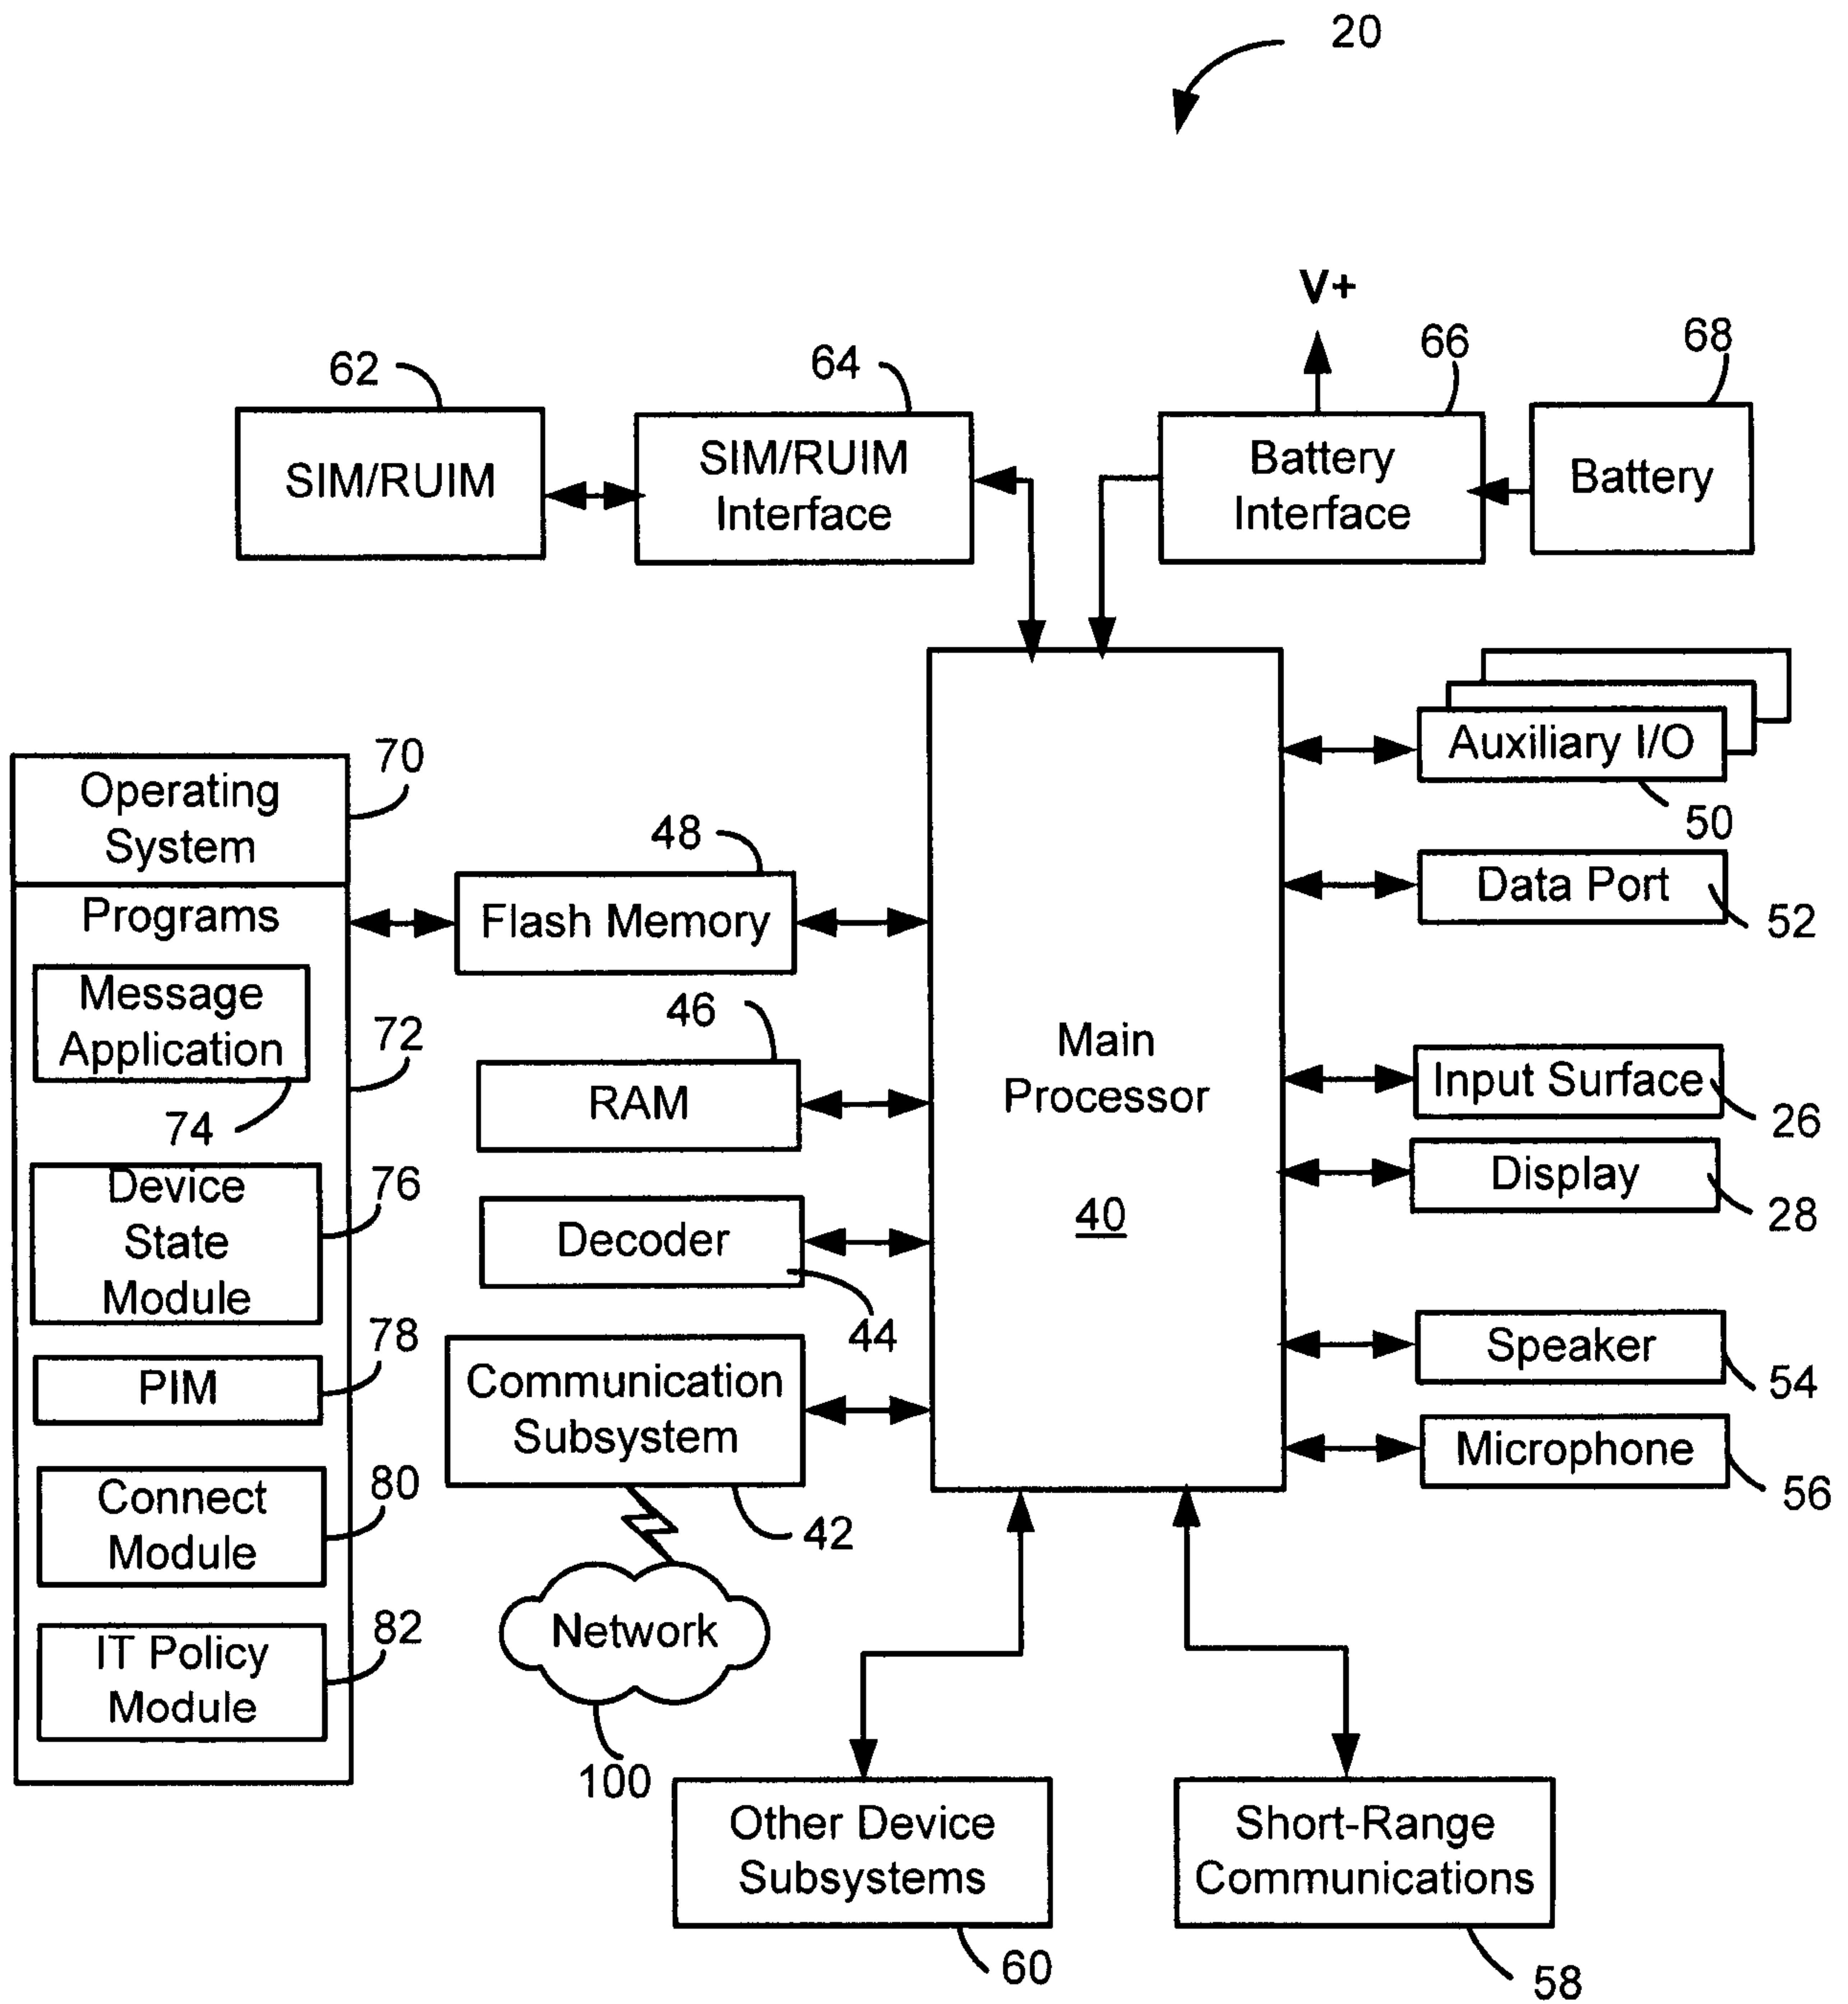 20
V+
62
64
66
68
SIM/RUIM
SIM/RUIM
Interface
Battery
Interface
Battery
Auxiliary I/O
50
Data Port
52
Operating
System
70
Programs
48
Flash Memory
Message
Application
74
72
46
RAM
Main
Processor
40
Input Surface
26
Display
28
Device
State
Module
76
Decoder
44
PIM
78
Communication
Subsystem
42
Speaker
54
Microphone
56
Connect
Module
80
IT Policy
Module
82
Network
100
Other Device
Subsystems
60
Short-Range
Communications
58